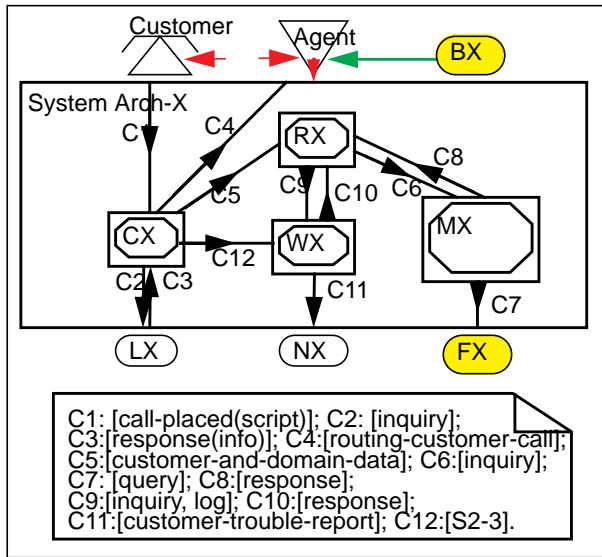 Customer
Agent
BX
System Arch-X
C
C4
RX
C8
C5
C9
C10
C6
CX
WX
MX
C12
C2
C3
C11
C7
LX
NX
FX
C1: [call-placed(script)]; C2: [inquiry];
C3:[response(info)]; C4:[routing-customer-call];
C5:[customer-and-domain-data]; C6:[inquiry];
C7: [query]; C8:[response];
C9:[inquiry, log]; C10:[response];
C11:[customer-trouble-report]; C12:[S2-3].